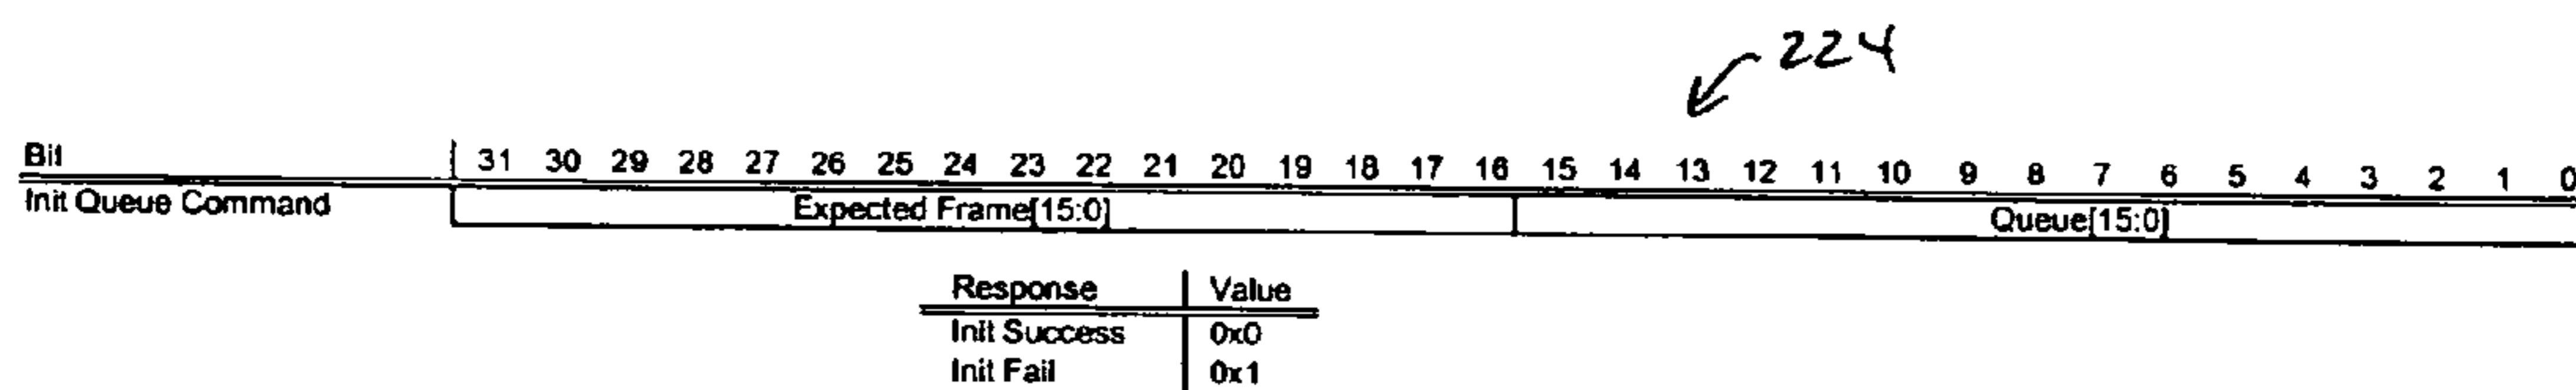 224
Bit 31 30 29 28 27 26 25 24 23 22 21 20 19 18 17 16 15 14 13 12 11 10 9 8 7 6 5 4 3 2 1 0
Init Queue Command Expected Frame[15:0] Queue[15:0]
Response Value
Init Success 0x0
Init Fail 0x1